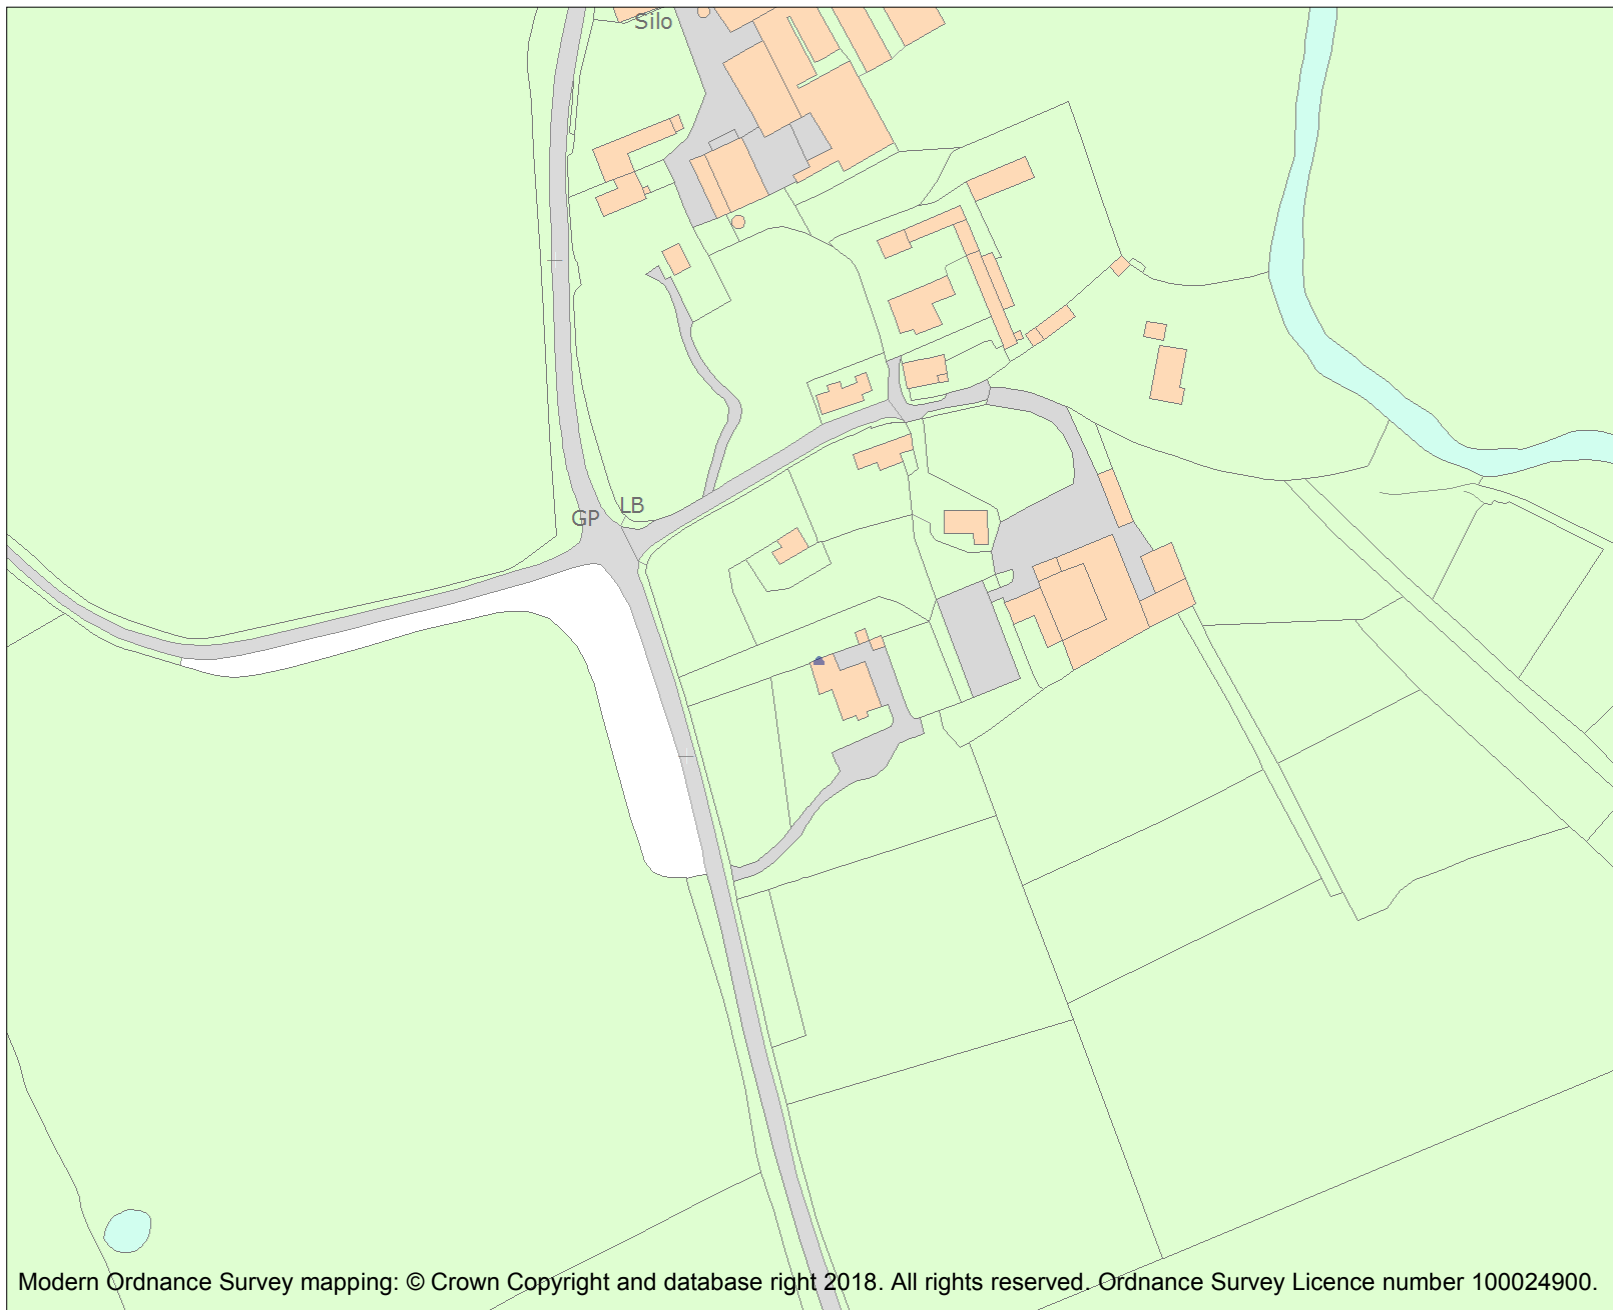 Silo
LB
GP
Modern Ordnance Survey mapping: © Crown Copyright and database right 2018. All rights reserved. Ordnance Survey Licence number 100024900.